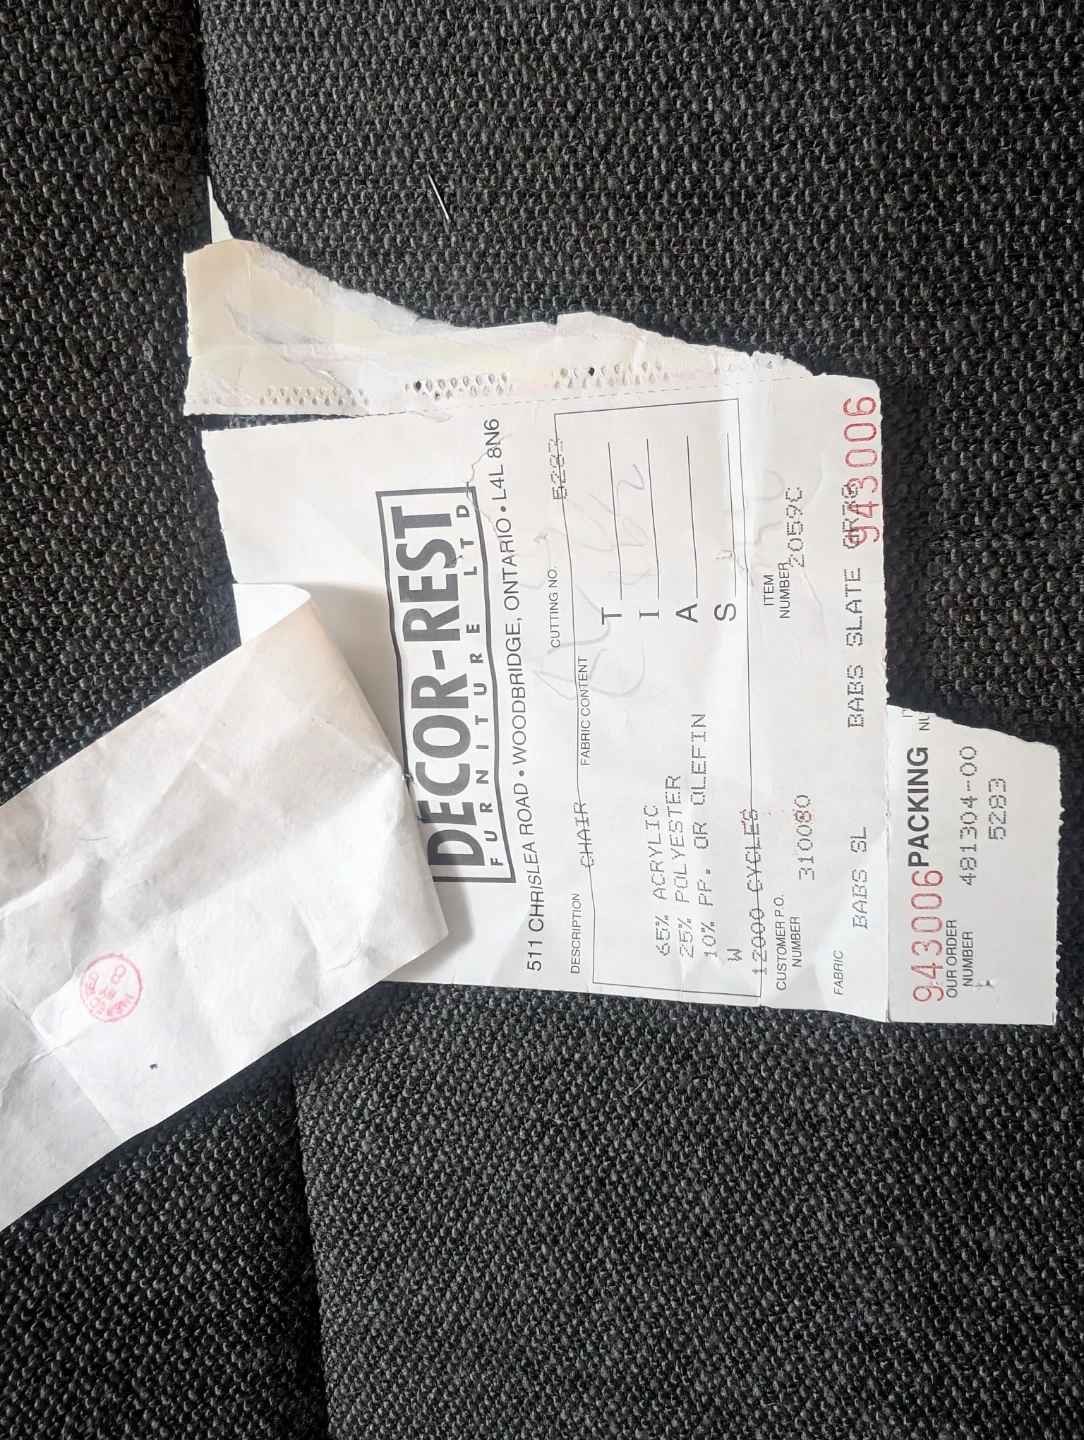 DECOR-REST
FURNITURE LTD
511 CHRISLEA ROAD • WOODBRIDGE, ONTARIO • L4L 8N6
CUTTING NO. 5283
DESCRIPTION CHAIR FABRIC CONTENT
T
I
A
S
65% ACRYLIC
25% POLYESTER
10% PP. OR OLEFIN
W
12000 CYCLES
CUSTOMER P.O.
NUMBER 310080
ITEM
NUMBER 2059C
FABRIC BABS SL BABS SLATE
943006
943006 PACKING
OUR ORDER
NUMBER 481304-00
5283